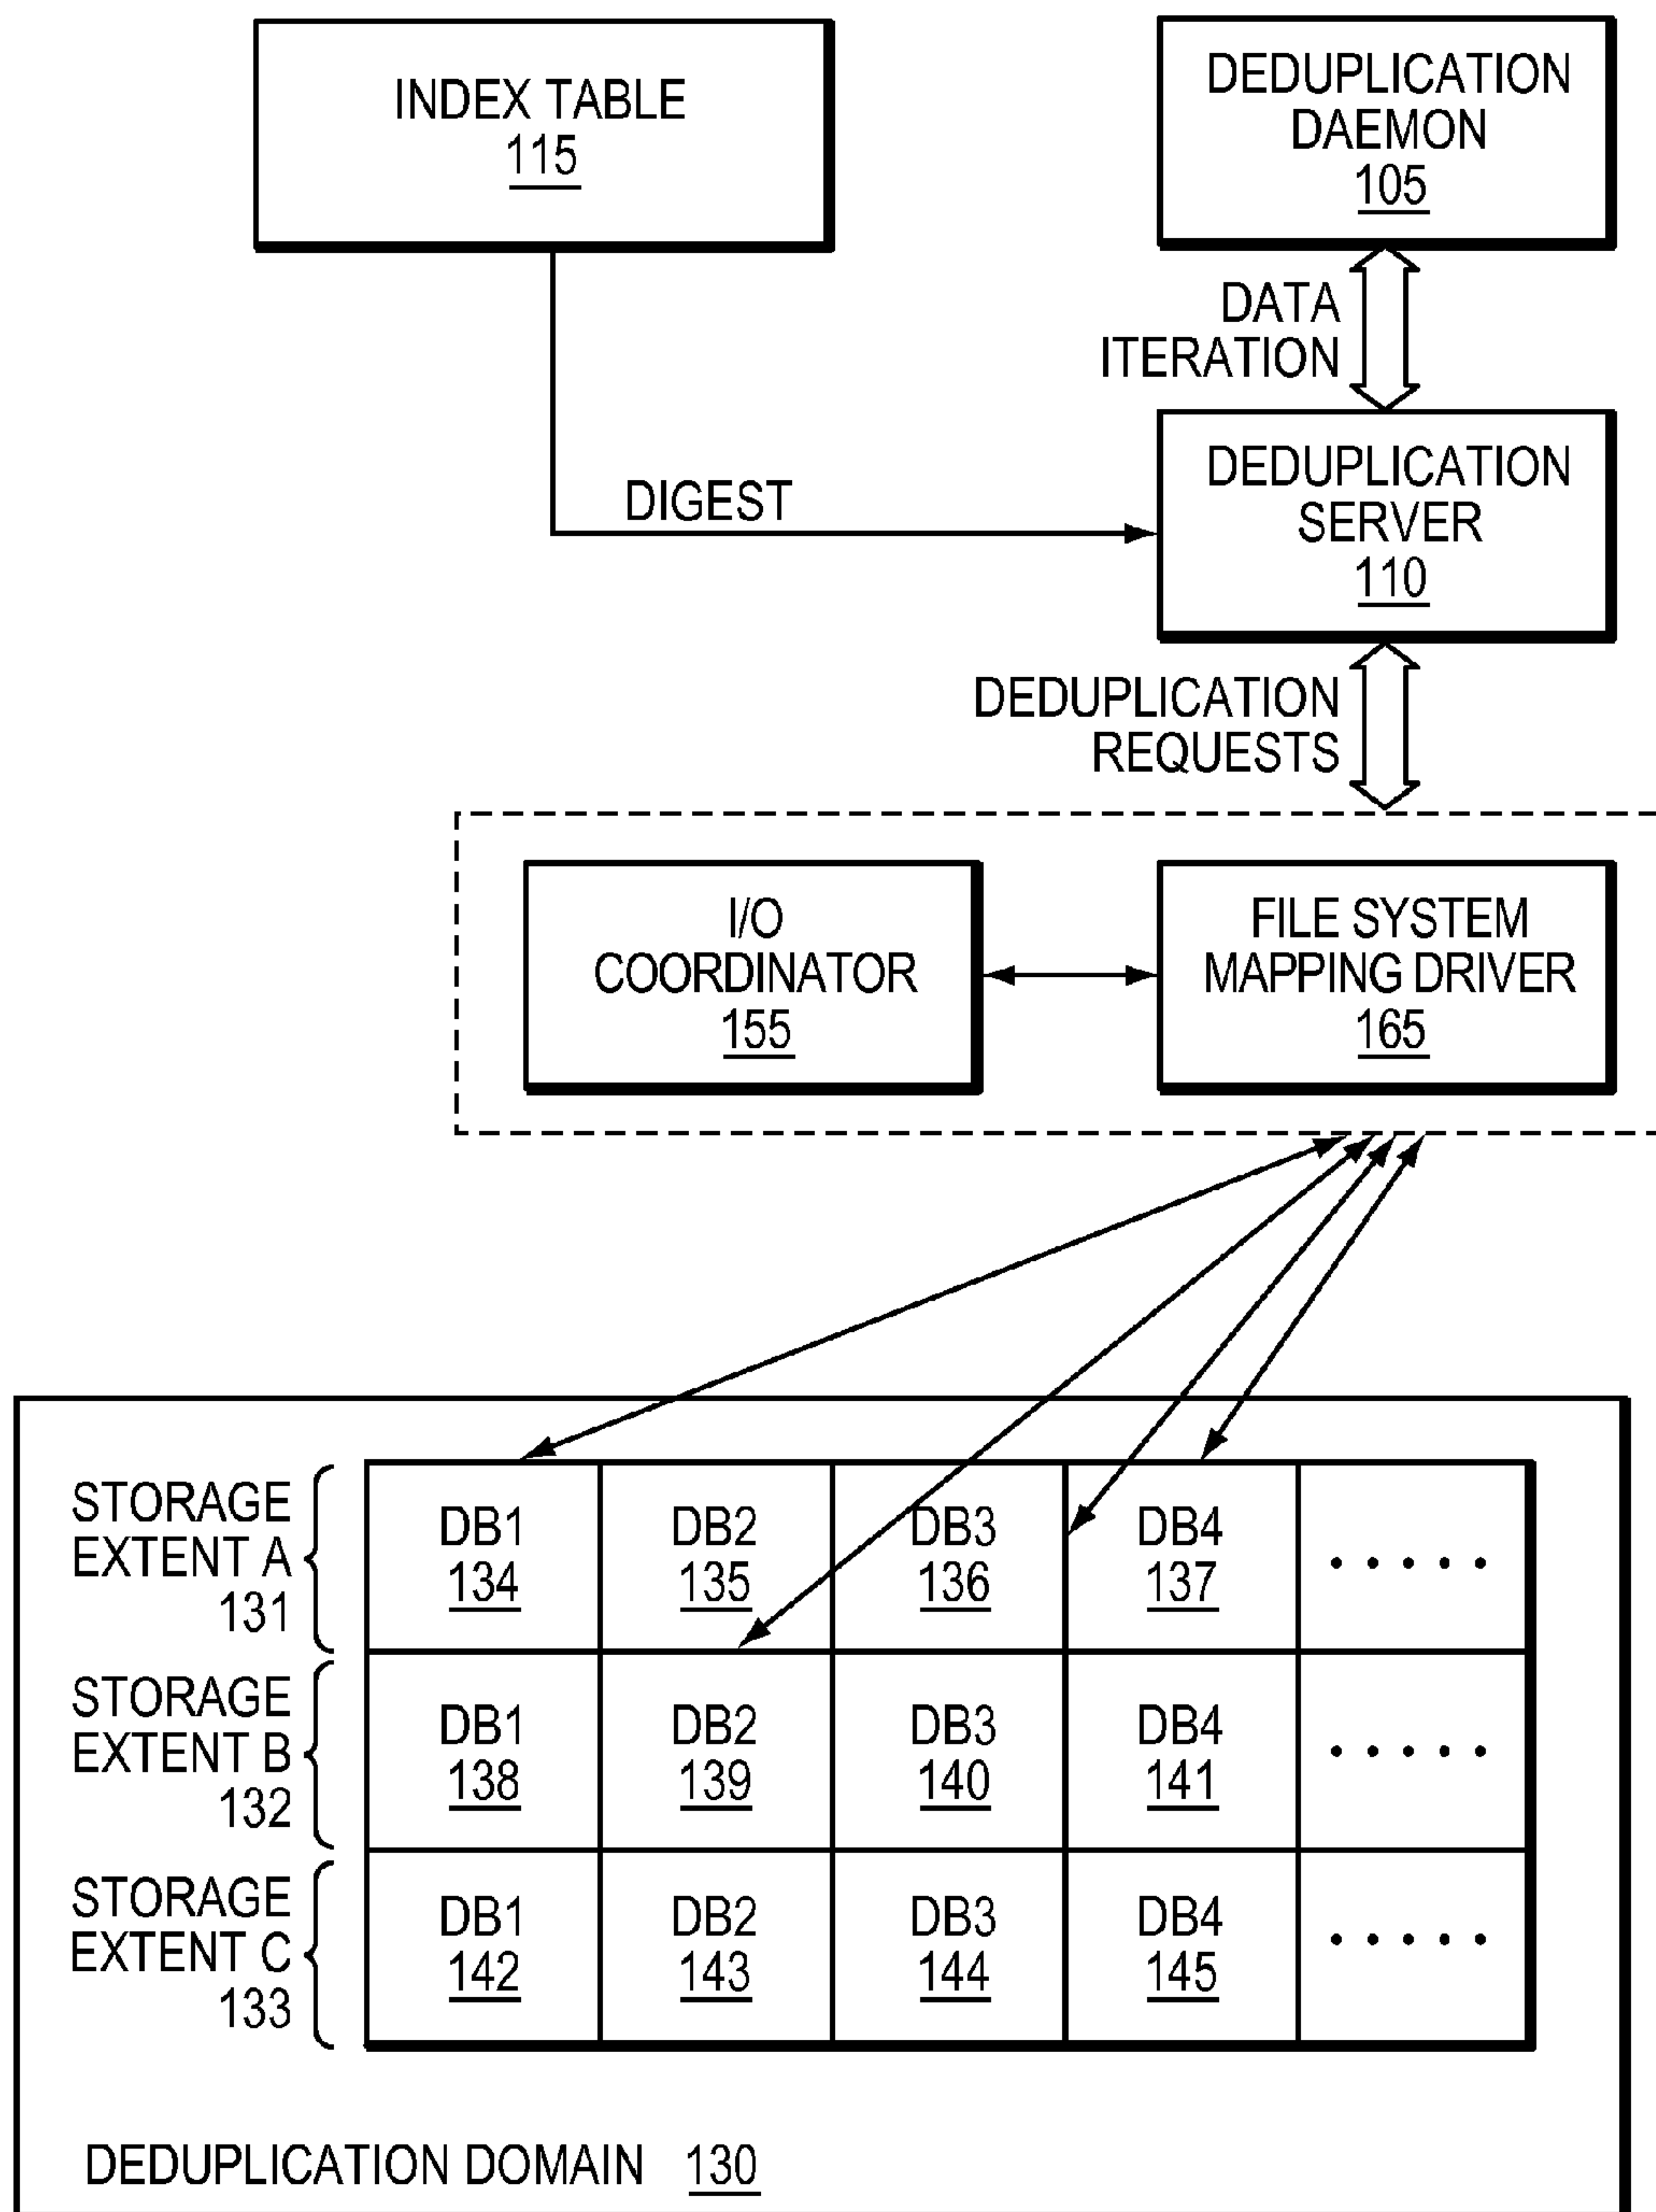 INDEX TABLE
115
DEDUPLICATION
DAEMON
105
DATA
ITERATION
DIGEST
DEDUPLICATION
SERVER
110
DEDUPLICATION
REQUESTS
I/O
COORDINATOR
155
FILE SYSTEM
MAPPING DRIVER
165
STORAGE
EXTENT A
131
DB1
134
DB2
135
DB3
136
DB4
137
.....
STORAGE
EXTENT B
132
DB1
138
DB2
139
DB3
140
DB4
141
.....
STORAGE
EXTENT C
133
DB1
142
DB2
143
DB3
144
DB4
145
.....
DEDUPLICATION DOMAIN 130